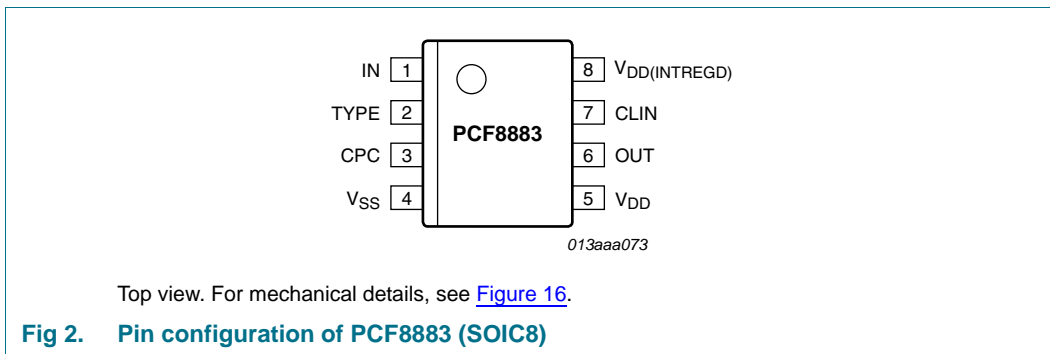 IN 1 8 VDD(INTREGD)
TYPE 2 7 CLIN
PCF8883
CPC 3 6 OUT
VSS 4 5 VDD
013aaa073
Top view. For mechanical details, see Figure 16.
Fig 2. Pin configuration of PCF8883 (SOIC8)